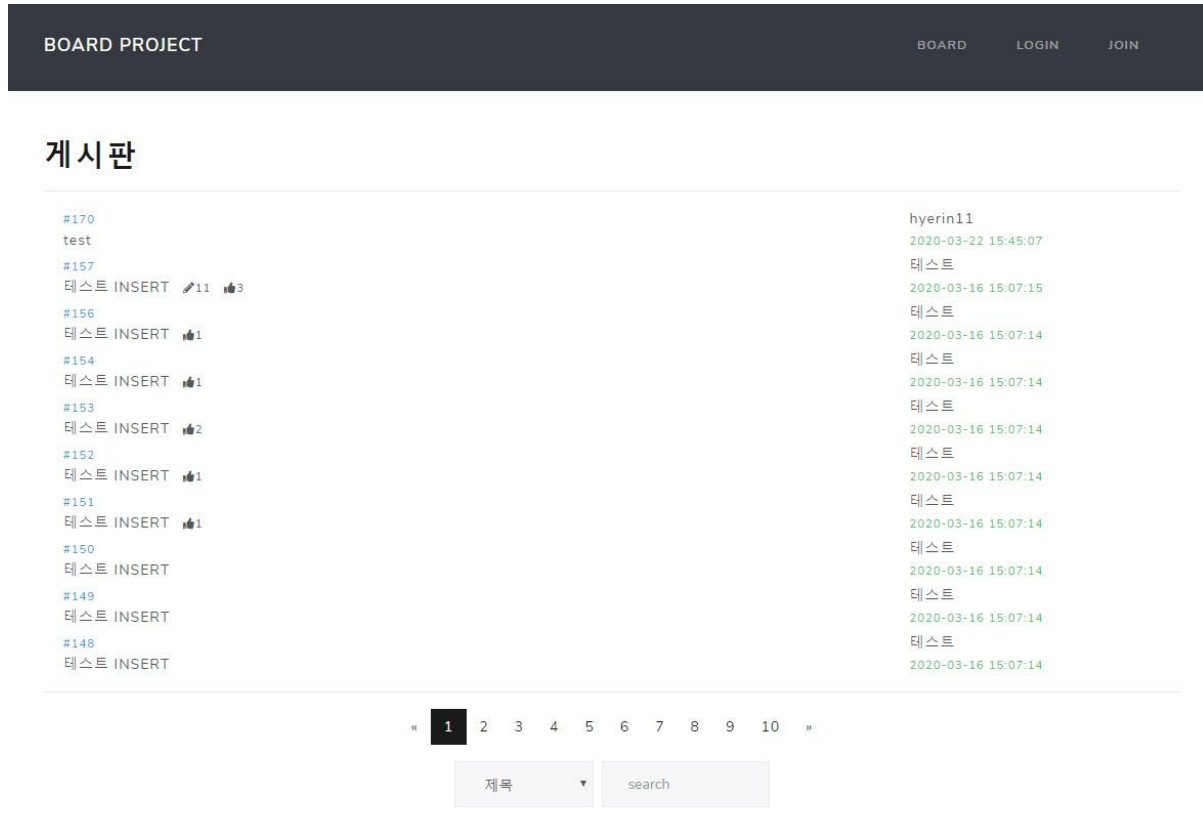 BOARD PROJECT
BOARD LOGIN JOIN
게시판
#170 hyerin11
test 2020-03-22 15:45:07
#157 테스트
테스트 INSERT 11 3 2020-03-16 15:07:15
#156 테스트
테스트 INSERT 1 2020-03-16 15:07:14
#154 테스트
테스트 INSERT 1 2020-03-16 15:07:14
#153 테스트
테스트 INSERT 2 2020-03-16 15:07:14
#152 테스트
테스트 INSERT 1 2020-03-16 15:07:14
#151 테스트
테스트 INSERT 1 2020-03-16 15:07:14
#150 테스트
테스트 INSERT 2020-03-16 15:07:14
#149 테스트
테스트 INSERT 2020-03-16 15:07:14
#148 테스트
테스트 INSERT 2020-03-16 15:07:14
« 1 2 3 4 5 6 7 8 9 10 »
제목 search